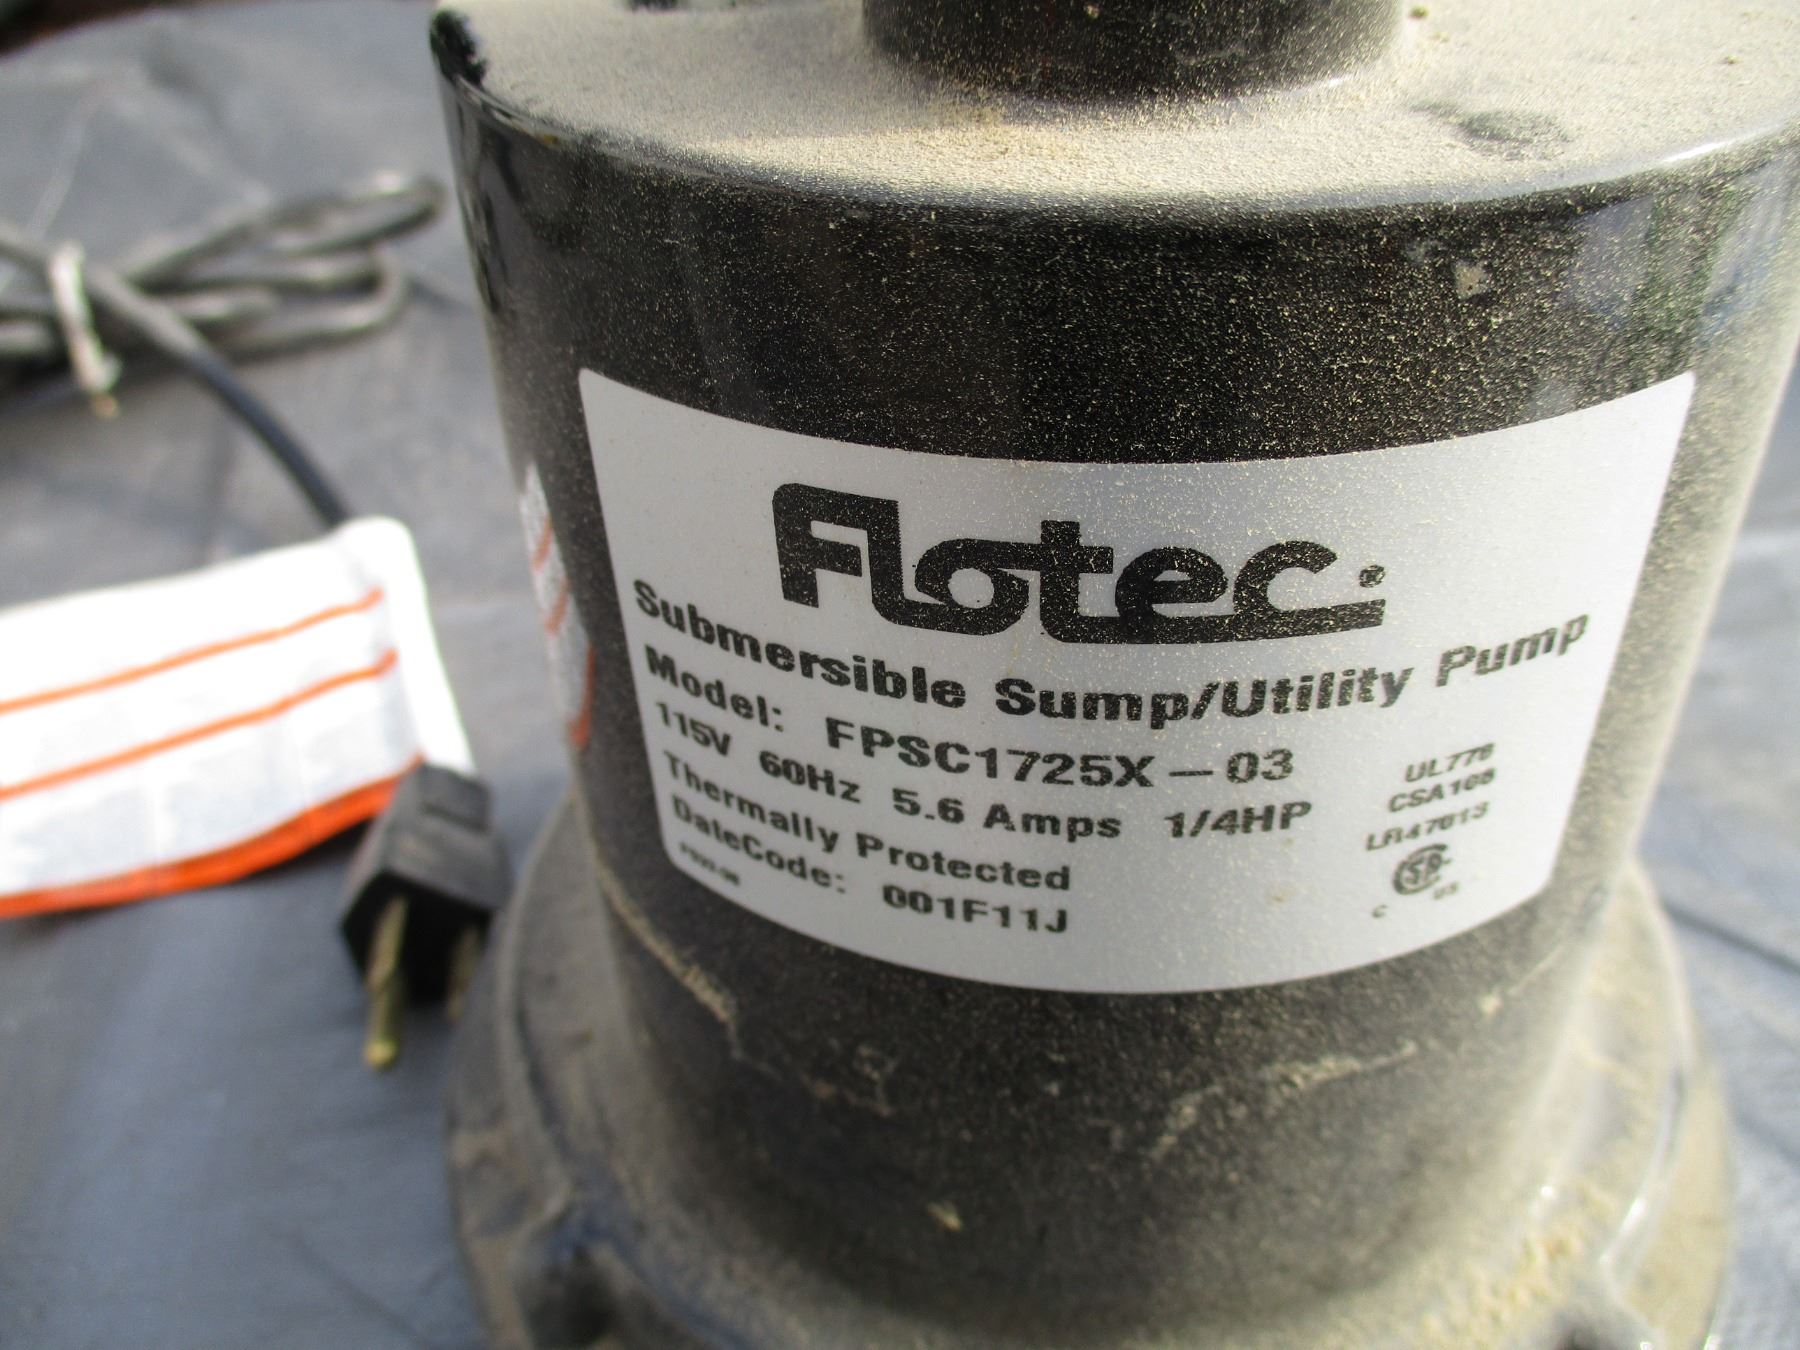 Flotec®
Submersible Sump/Utility Pump
Model: FPSC1725X-03
115V 60Hz 5.6 Amps 1/4HP
Thermally Protected
DateCode: 001F11J
UL778
CSA108
LR47013